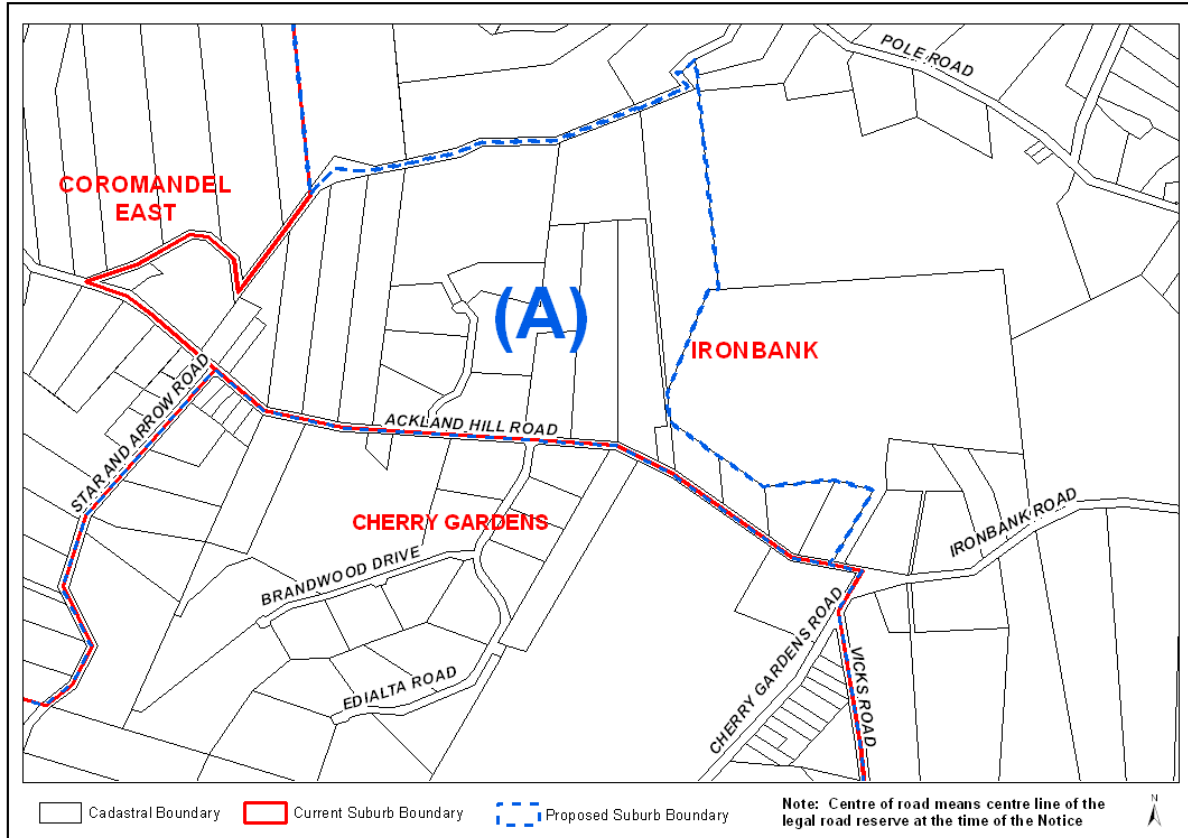 POLE ROAD
COROMANDEL
EAST
(A)
IRONBANK
STAR AND ARROW ROAD
ACKLAND HILL ROAD
CHERRY GARDENS
IRONBANK ROAD
BRANDWOOD DRIVE
EDIALTA ROAD
CHERRY GARDENS ROAD
VICKS ROAD
Cadastral Boundary
Current Suburb Boundary
Proposed Suburb Boundary
Note: Centre of road means centre line of the
legal road reserve at the time of the Notice
N